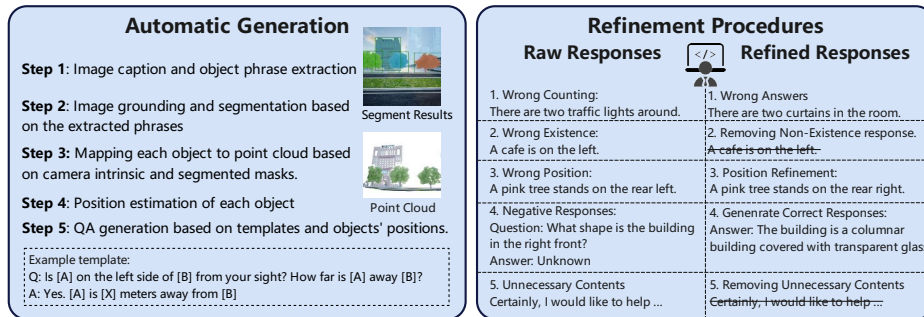 Automatic Generation
Step 1: Image caption and object phrase extraction
Step 2: Image grounding and segmentation based
on the extracted phrases
Step 3: Mapping each object to point cloud based
on camera intrinsic and segmented masks.
Step 4: Position estimation of each object
Step 5: QA generation based on templates and objects' positions.
Segment Results
Point Cloud
Example template:
Q: Is [A] on the left side of [B] from your sight? How far is [A] away [B]?
A: Yes. [A] is [X] meters away from [B]
Refinement Procedures
Raw Responses
</>
Refined Responses
1. Wrong Counting:
There are two traffic lights around.
1. Wrong Answers
There are two curtains in the room.
2. Wrong Existence:
A cafe is on the left.
2. Removing Non-Existence response.
A cafe is on the left.
3. Wrong Position:
A pink tree stands on the rear left.
3. Position Refinement:
A pink tree stands on the rear right.
4. Negative Responses:
Question: What shape is the building
in the right front?
Answer: Unknown
4. Genenrate Correct Responses:
Answer: The building is a columnar
building covered with transparent glas
5. Unnecessary Contents
Certainly, I would like to help ...
5. Removing Unnecessary Contents
Certainly, I would like to help ...